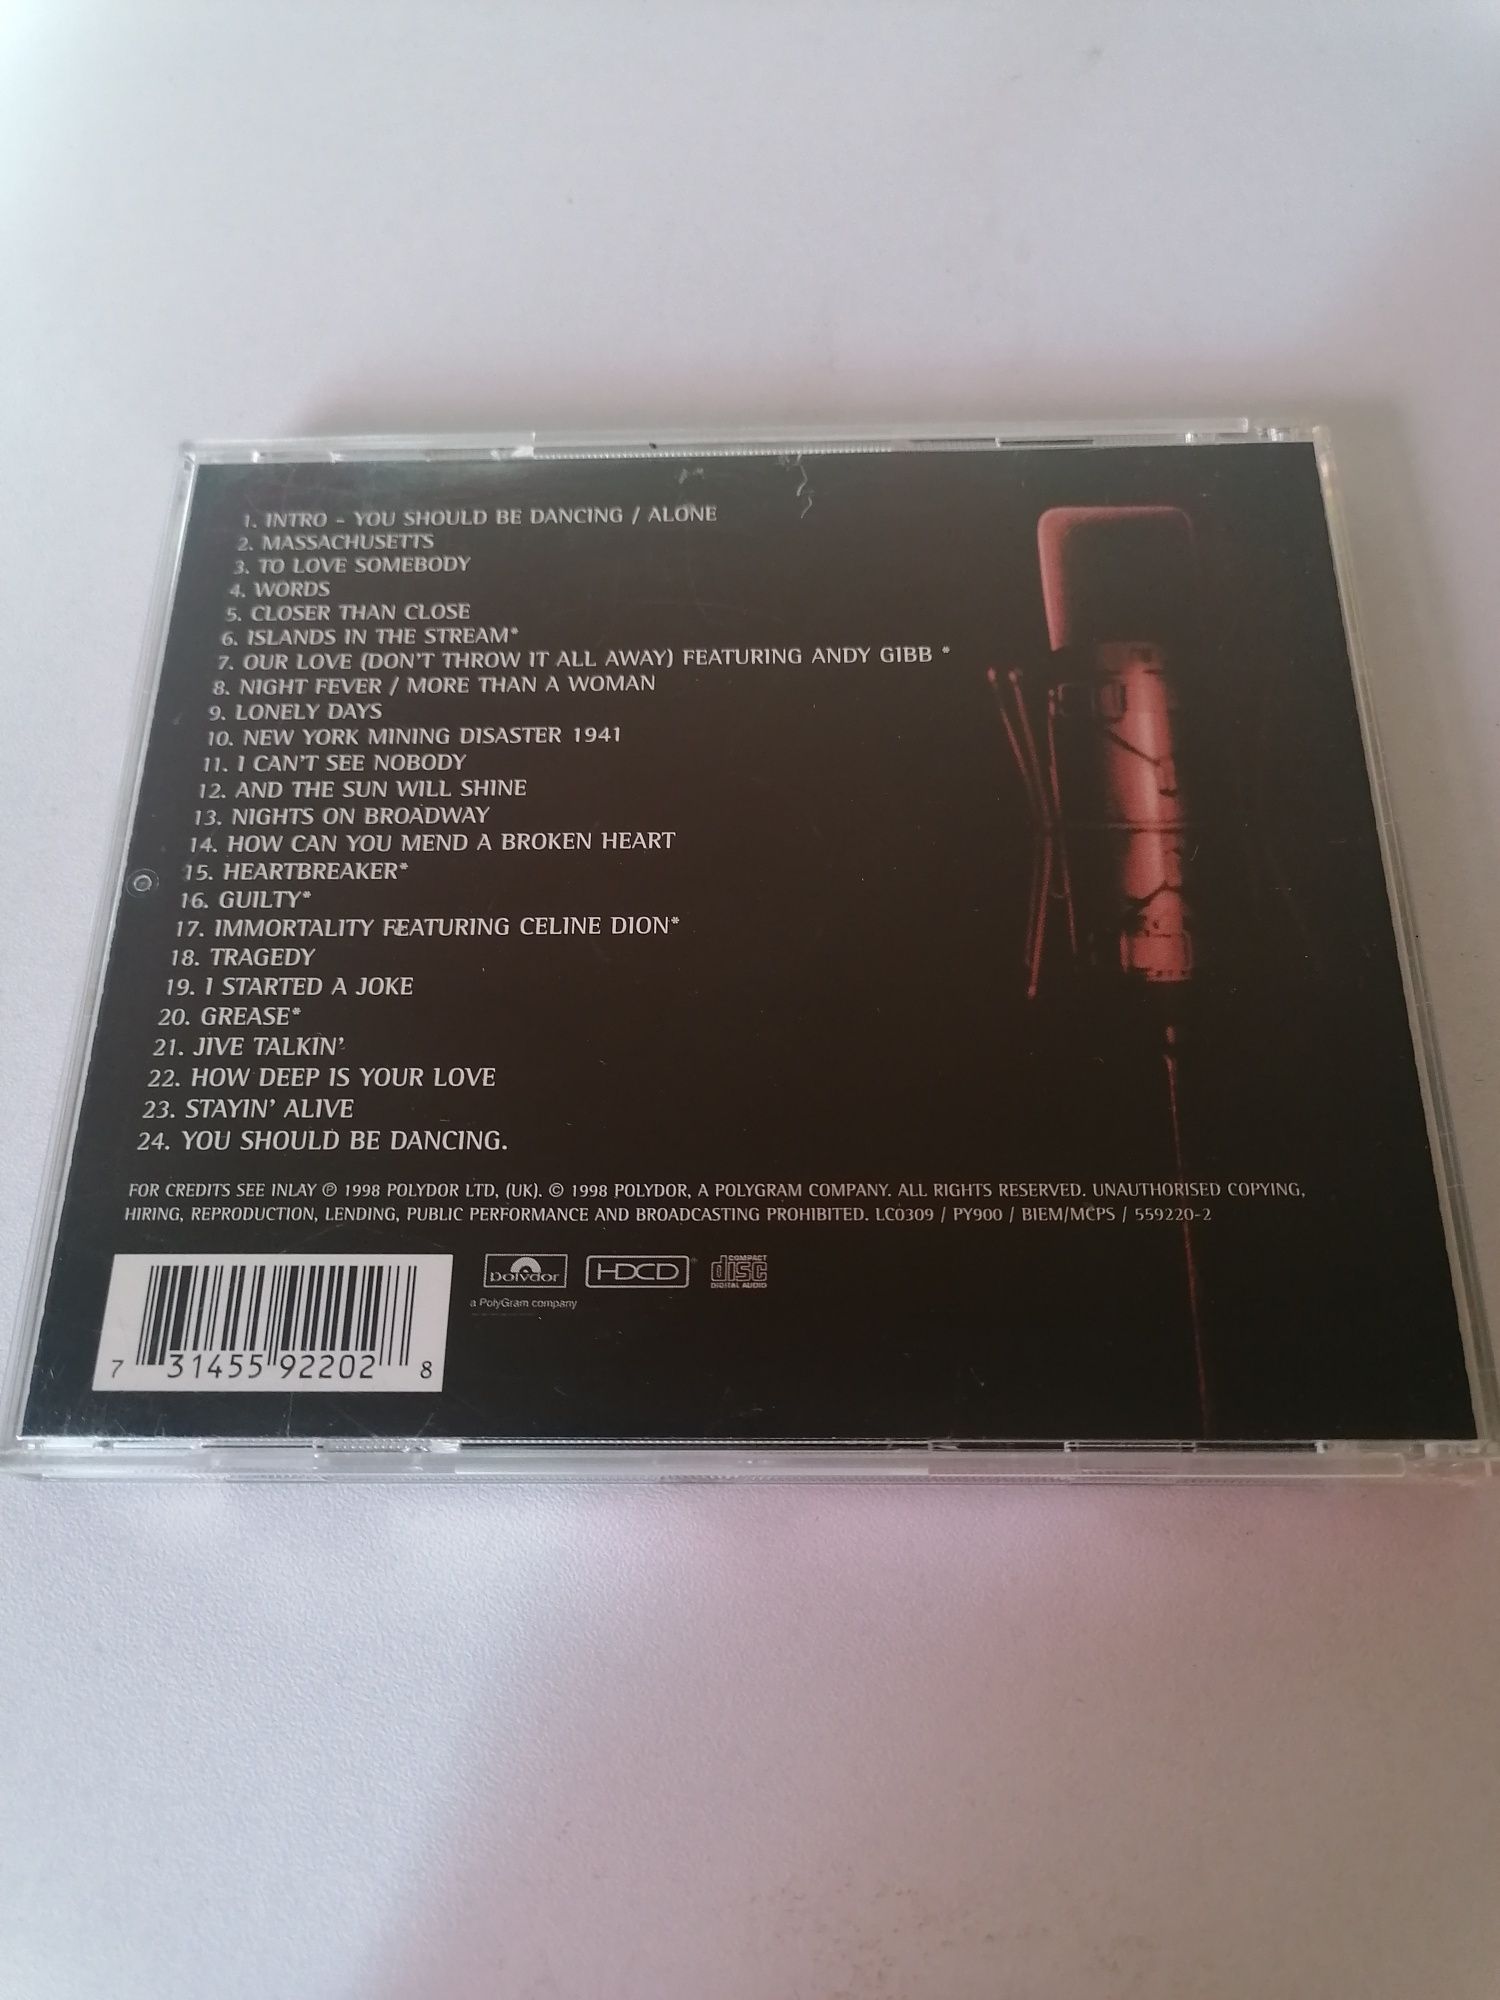 1. INTRO - YOU SHOULD BE DANCING / ALONE
2. MASSACHUSETTS
3. TO LOVE SOMEBODY
4. WORDS
5. CLOSER THAN CLOSE
6. ISLANDS IN THE STREAM*
7. OUR LOVE (DON'T THROW IT ALL AWAY) FEATURING ANDY GIBB *
8. NIGHT FEVER / MORE THAN A WOMAN
9. LONELY DAYS
10. NEW YORK MINING DISASTER 1941
11. I CAN'T SEE NOBODY
12. AND THE SUN WILL SHINE
13. NIGHTS ON BROADWAY
14. HOW CAN YOU MEND A BROKEN HEART
15. HEARTBREAKER*
16. GUILTY*
17. IMMORTALITY FEATURING CELINE DION*
18. TRAGEDY
19. I STARTED A JOKE
20. GREASE*
21. JIVE TALKIN'
22. HOW DEEP IS YOUR LOVE
23. STAYIN' ALIVE
24. YOU SHOULD BE DANCING.
FOR CREDITS SEE INLAY ℗ 1998 POLYDOR LTD, (UK). © 1998 POLYDOR, A POLYGRAM COMPANY. ALL RIGHTS RESERVED. UNAUTHORISED COPYING,
HIRING, REPRODUCTION, LENDING, PUBLIC PERFORMANCE AND BROADCASTING PROHIBITED. LC0309 / PY900 / BIEM/MCPS / 559220-2
polydor
a PolyGram company
HDCD®
COMPACT
disc
DIGITAL AUDIO
7 31455 92202 8